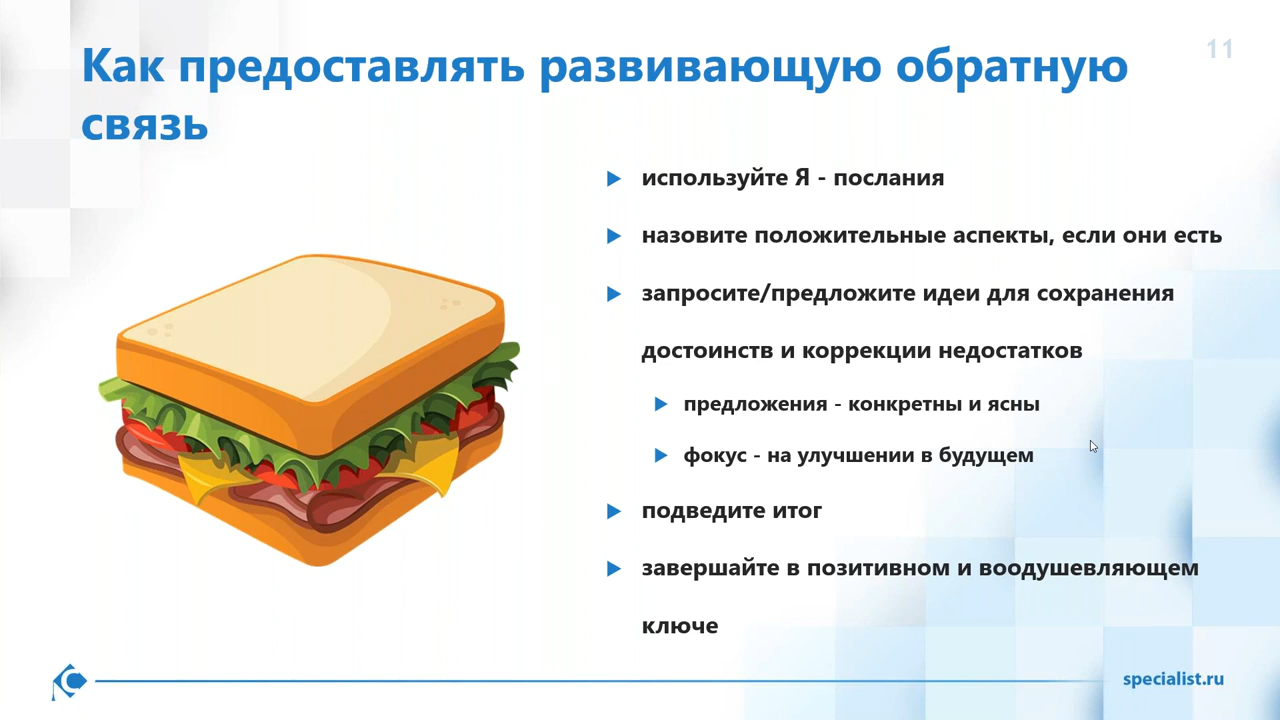 Как предоставлять развивающую обратную
связь
11
используйте Я - послания
назовите положительные аспекты, если они есть
запросите/предложите идеи для сохранения
достоинств и коррекции недостатков
предложения - конкретны и ясны
фокус - на улучшении в будущем
подведите итог
завершайте в позитивном и воодушевляющем
ключе
specialist.ru